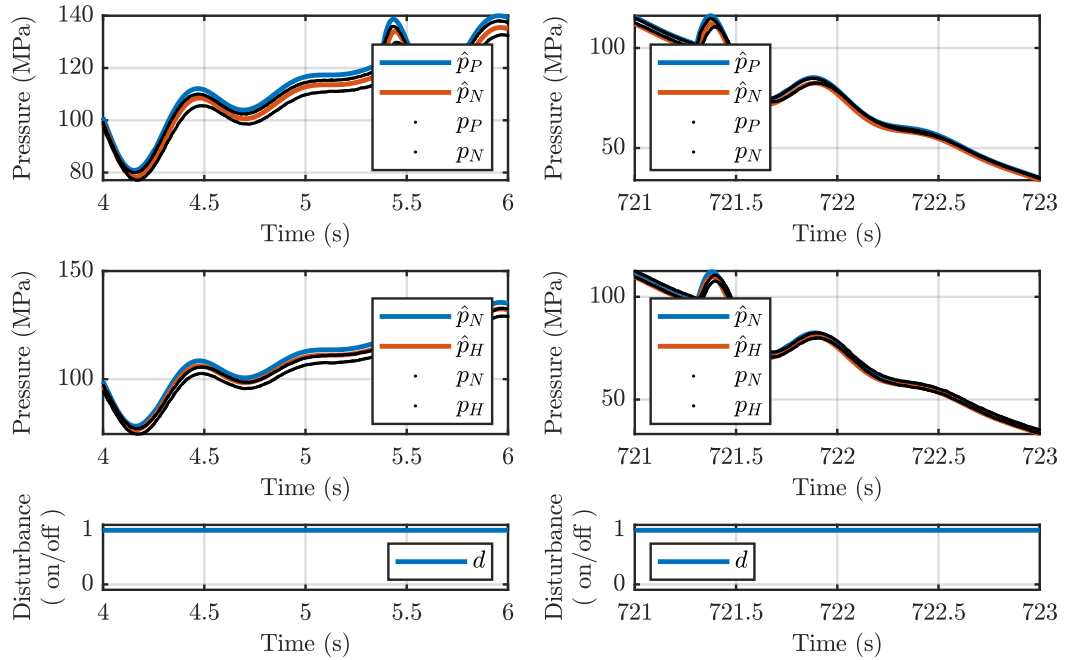 140
120
100
80
Pressure (MPa)
p̂_P
p̂_N
p_P
p_N
4
4.5
5
5.5
6
Time (s)
100
50
Pressure (MPa)
p̂_P
p̂_N
p_P
p_N
721
721.5
722
722.5
723
Time (s)
150
100
Pressure (MPa)
p̂_N
p̂_H
p_N
p_H
4
4.5
5
5.5
6
Time (s)
100
50
Pressure (MPa)
p̂_N
p̂_H
p_N
p_H
721
721.5
722
722.5
723
Time (s)
Disturbance
( on/off )
1
0
d
4
4.5
5
5.5
6
Time (s)
Disturbance
( on/off )
1
0
d
721
721.5
722
722.5
723
Time (s)